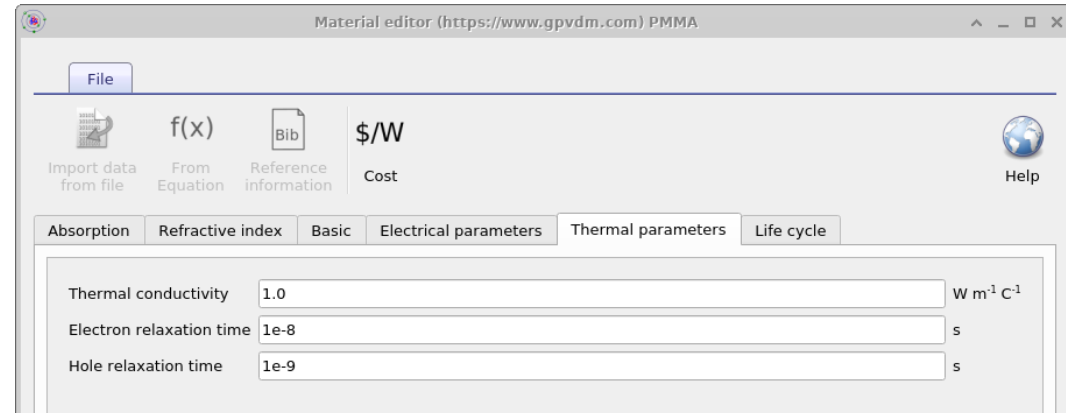 Material editor (https://www.gpvdm.com) PMMA
File
Import data from file
f(x)
From Equation
Bib
Reference information
$/W
Cost
Help
Absorption Refractive index Basic Electrical parameters Thermal parameters Life cycle
Thermal conductivity 1.0 W m⁻¹ C⁻¹
Electron relaxation time 1e-8 s
Hole relaxation time 1e-9 s